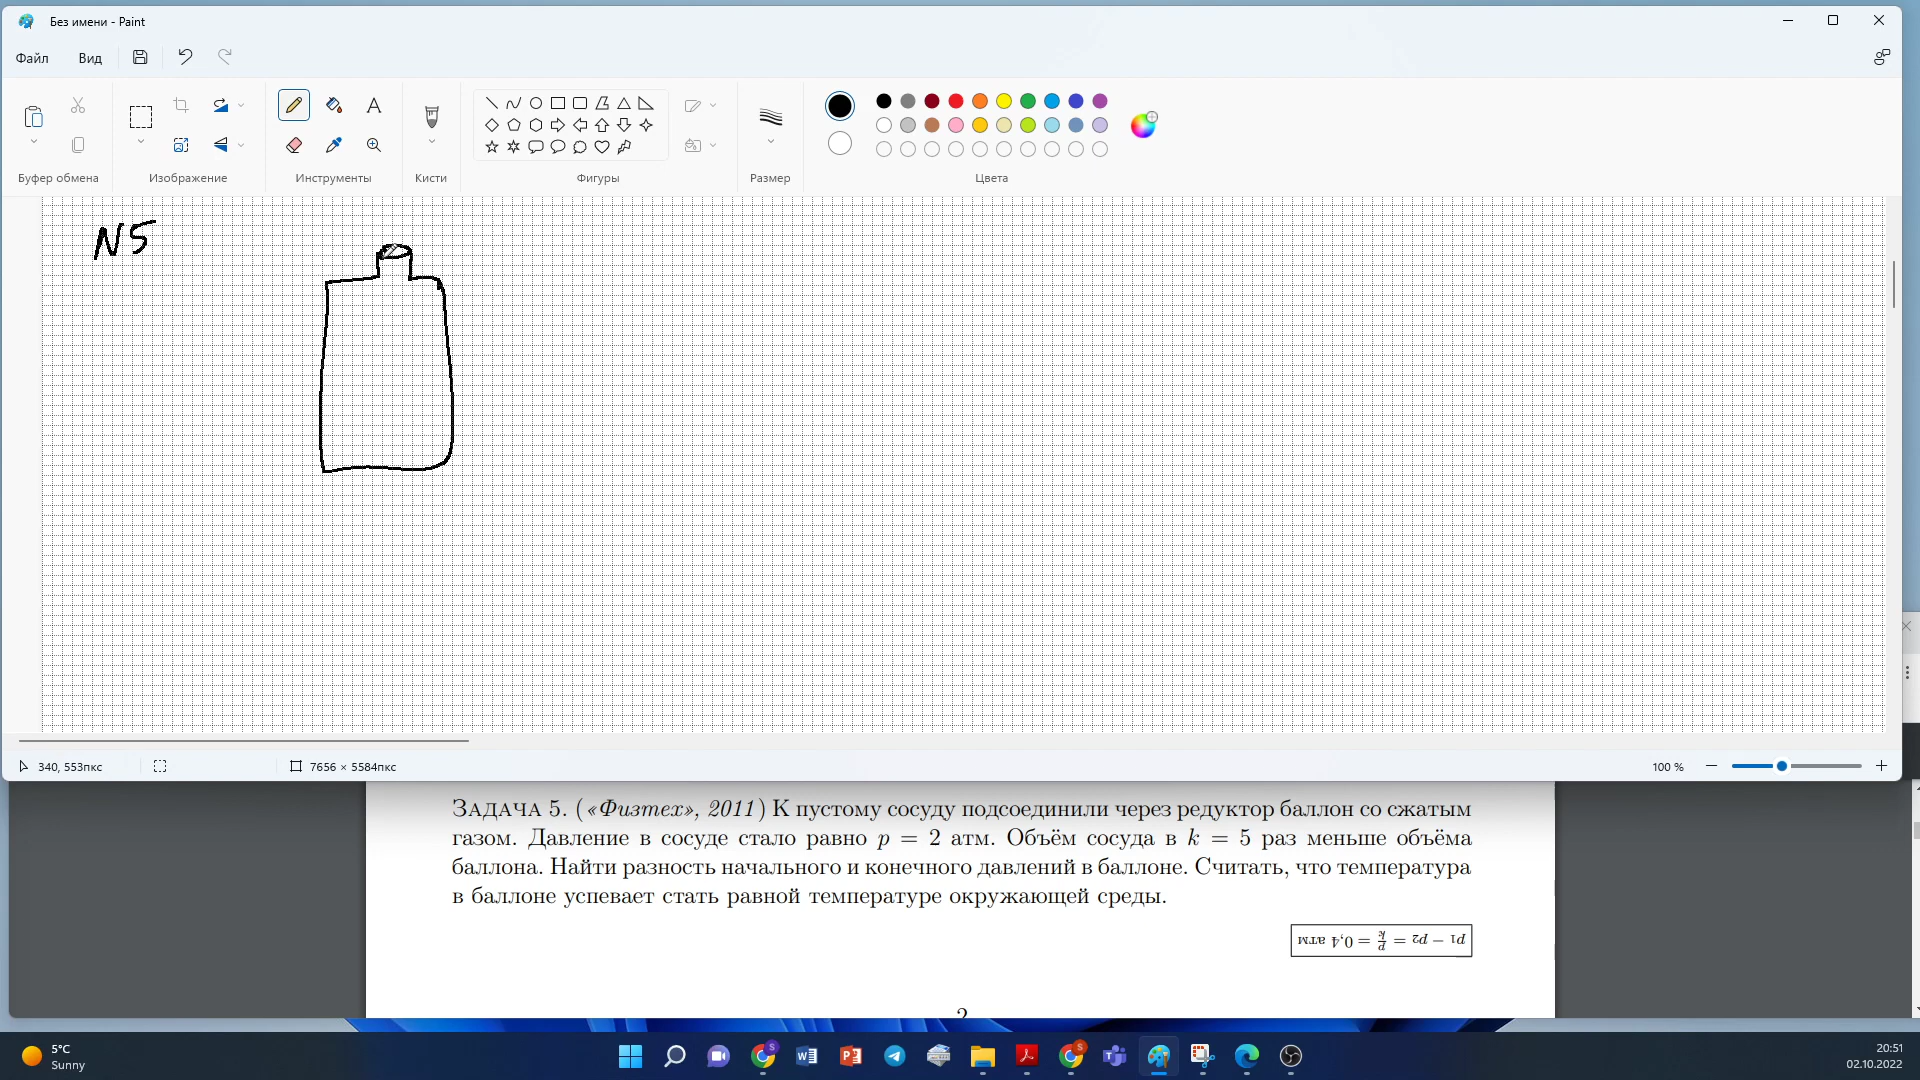 Без имени - Paint
Файл
Вид
Буфер обмена
Изображение
Инструменты
Кисти
Фигуры
Размер
Цвета
N5
340, 553пкс
7656 × 5584пкс
100 %
Задача 5. («Физтех», 2011) К пустому сосуду подсоединили через редуктор баллон со сжатым
газом. Давление в сосуде стало равно p = 2 атм. Объём сосуда в k = 5 раз меньше объёма
баллона. Найти разность начального и конечного давлений в баллоне. Считать, что температура
в баллоне успевает стать равной температуре окружающей среды.
p1 − p2 = p/k = 0,4 атм
2
5°C
Sunny
20:51
02.10.2022